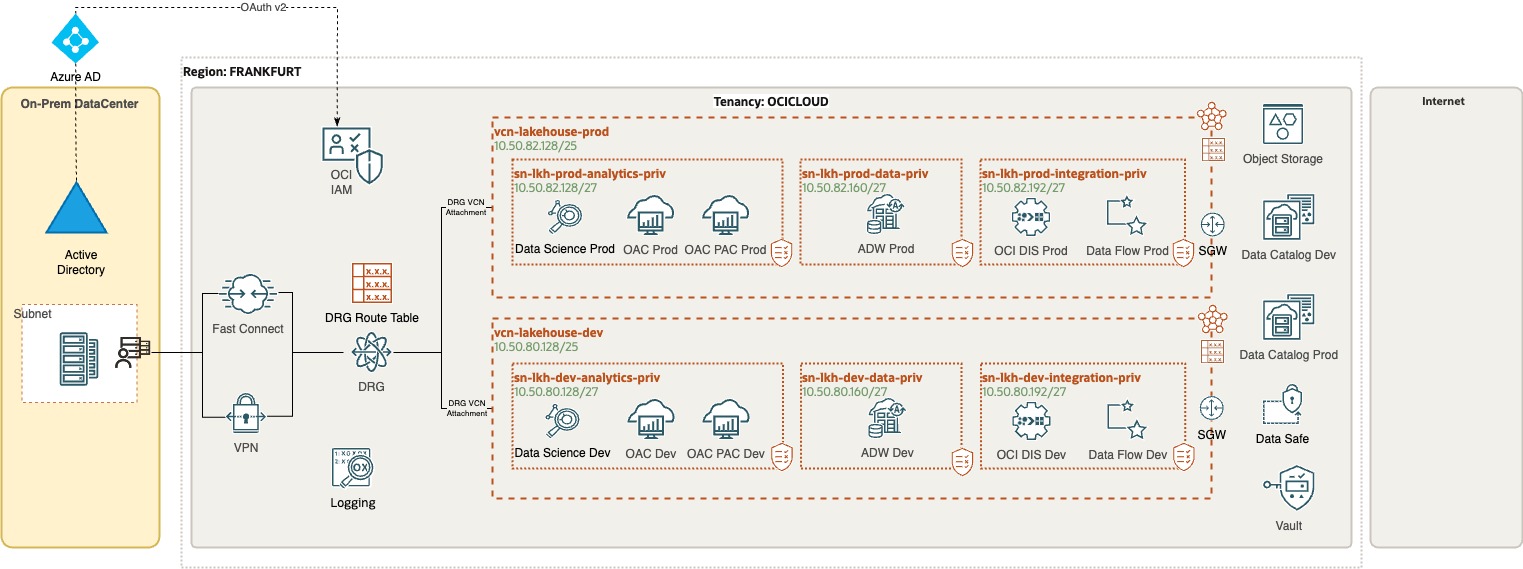 OAuth v2
Azure AD
Region: FRANKFURT
On-Prem DataCenter
Tenancy: OCICLOUD
Internet
OCI
IAM
vcn-lakehouse-prod
10.50.82.128/25
sn-lkh-prod-analytics-priv
10.50.82.128/27
Data Science Prod
OAC Prod
OAC PAC Prod
sn-lkh-prod-data-priv
10.50.82.160/27
ADW Prod
sn-lkh-prod-integration-priv
10.50.82.192/27
OCI DIS Prod
Data Flow Prod
SGW
Object Storage
Data Catalog Dev
DRG VCN
Attachment
Active
Directory
Subnet
Fast Connect
X.X.X.
X.X.X.
X.X.X.
DRG Route Table
DRG
VPN
Logging
vcn-lakehouse-dev
10.50.80.128/25
sn-lkh-dev-analytics-priv
10.50.80.128/27
Data Science Dev
OAC Dev
OAC PAC Dev
sn-lkh-dev-data-priv
10.50.80.160/27
ADW Dev
sn-lkh-dev-integration-priv
10.50.80.192/27
OCI DIS Dev
Data Flow Dev
SGW
DRG VCN
Attachment
Data Catalog Prod
Data Safe
Vault